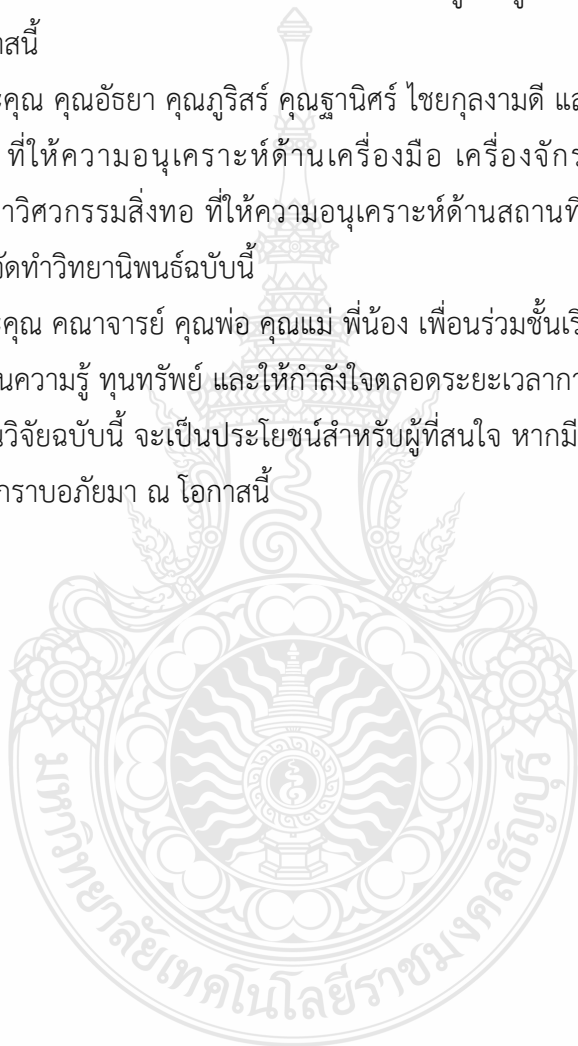 าสนี้
ะคุณ คุณอัธยา คุณภูริสร์ คุณฐานิศร์ ไชยกุลงามดี แล
ที่ให้ความอนุเคราะห์ด้านเครื่องมือ เครื่องจักร
าวิศวกรรมสิ่งทอ ที่ให้ความอนุเคราะห์ด้านสถานที
จัดทำวิทยานิพนธ์ฉบับนี้
ะคุณ คณาจารย์ คุณพ่อ คุณแม่ พี่น้อง เพื่อนร่วมชั้นเรี
นความรู้ ทุนทรัพย์ และให้กำลังใจตลอดระยะเวลากา
นวิจัยฉบับนี้ จะเป็นประโยชน์สำหรับผู้ที่สนใจ หากมี
กราบอภัยมา ณ โอกาสนี้
มหาวิทยาลัยเทคโนโลยีราชมงคลธัญบุรี